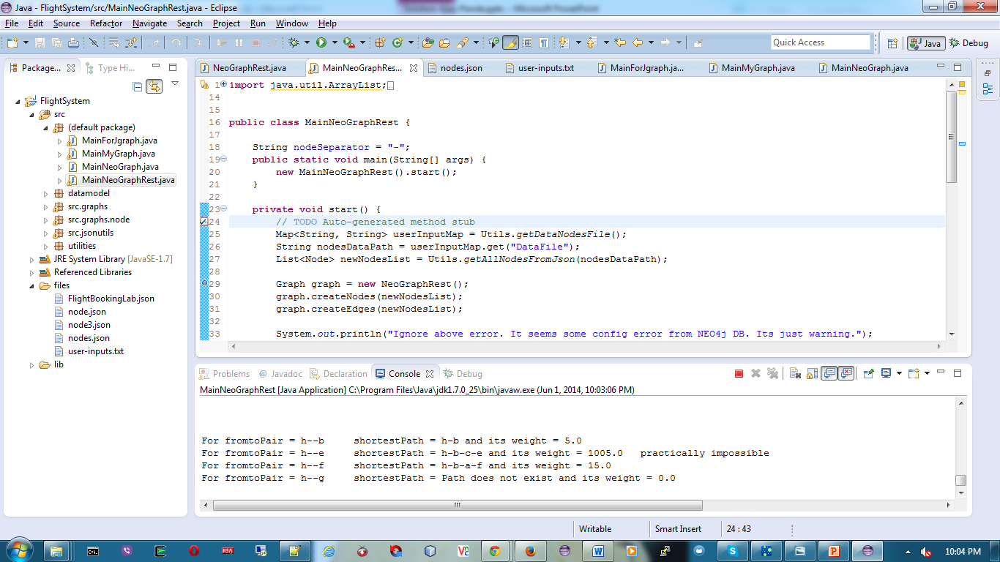 Java - FlightSystem/src/MainNeoGraphRest.java - Eclipse
File Edit Source Refactor Navigate Search Project Run Window Help
Quick Access
Java
Debug
Package...
Type Hi...
FlightSystem
src
(default package)
MainForJgraph.java
MainMyGraph.java
MainNeoGraph.java
MainNeoGraphRest.java
datamodel
src.graphs
src.graphs.node
src.jsonutils
utilities
JRE System Library [JavaSE-1.7]
Referenced Libraries
files
FlightBookingLab.json
node.json
node3.json
nodes.json
user-inputs.txt
lib
NeoGraphRest.java MainNeoGraphRes... nodes.json user-inputs.txt MainForJgraph.ja... MainMyGraph.java MainNeoGraph.java
1 import java.util.ArrayList;
14
15
16 public class MainNeoGraphRest {
17
18 String nodeSeparator = "-";
19 public static void main(String[] args) {
20 new MainNeoGraphRest().start();
21 }
22
23 private void start() {
24 // TODO Auto-generated method stub
25 Map<String, String> userInputMap = Utils.getDataNodesFile();
26 String nodesDataPath = userInputMap.get("DataFile");
27 List<Node> newNodesList = Utils.getAllNodesFromJson(nodesDataPath);
28
29 Graph graph = new NeoGraphRest();
30 graph.createNodes(newNodesList);
31 graph.createEdges(newNodesList);
32
33 System.out.println("Ignore above error. It seems some config error from NEO4j DB. Its just warning.");
Problems @ Javadoc Declaration Console Debug
MainNeoGraphRest [Java Application] C:\Program Files\Java\jdk1.7.0_25\bin\javaw.exe (Jun 1, 2014, 10:03:06 PM)
For fromtoPair = h--b shortestPath = h-b and its weight = 5.0
For fromtoPair = h--e shortestPath = h-b-c-e and its weight = 1005.0 practically impossible
For fromtoPair = h--f shortestPath = h-b-a-f and its weight = 15.0
For fromtoPair = h--g shortestPath = Path does not exist and its weight = 0.0
Writable Smart Insert 24 : 43
10:04 PM